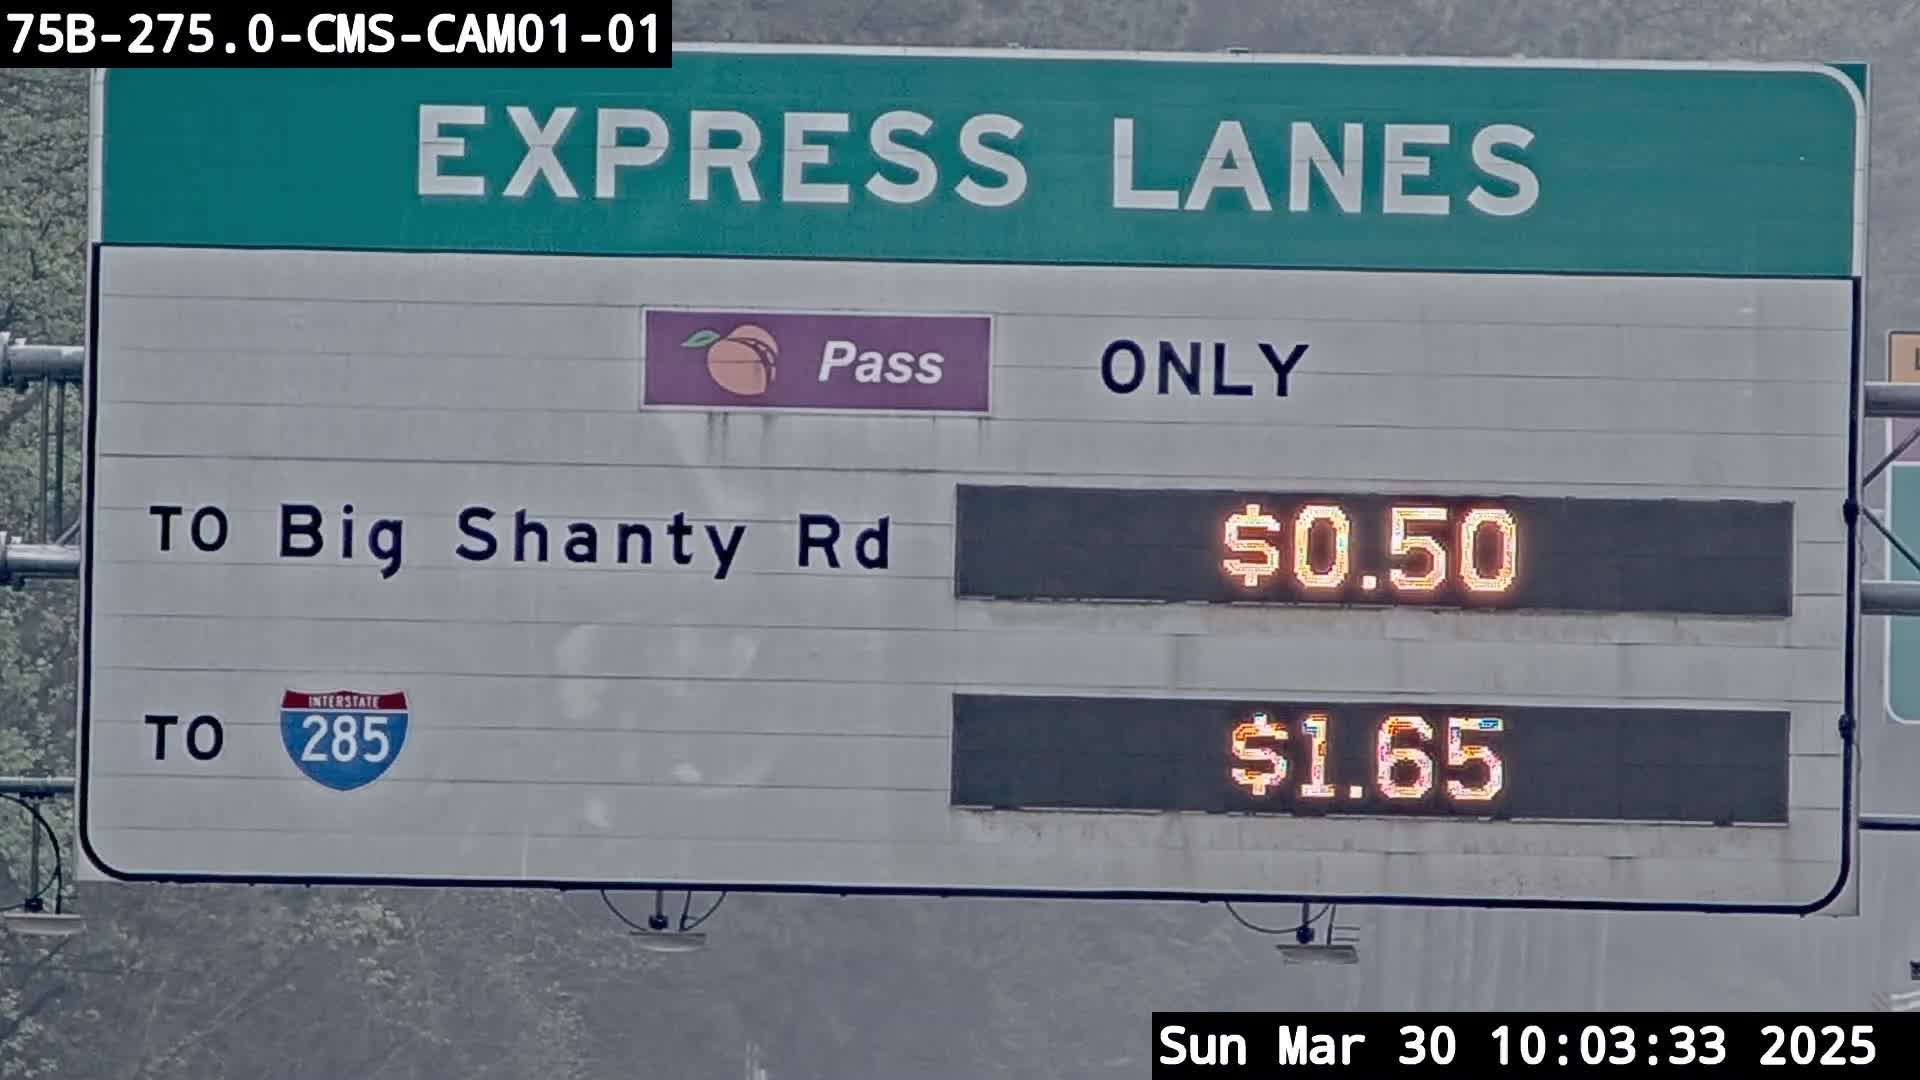 75B-275.0-CMS-CAM01-01
EXPRESS LANES
Pass ONLY
TO Big Shanty Rd $0.50
INTERSTATE
TO 285 $1.65
Sun Mar 30 10:03:33 2025